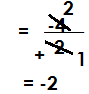 2
= -4
+ 2 1
= -2